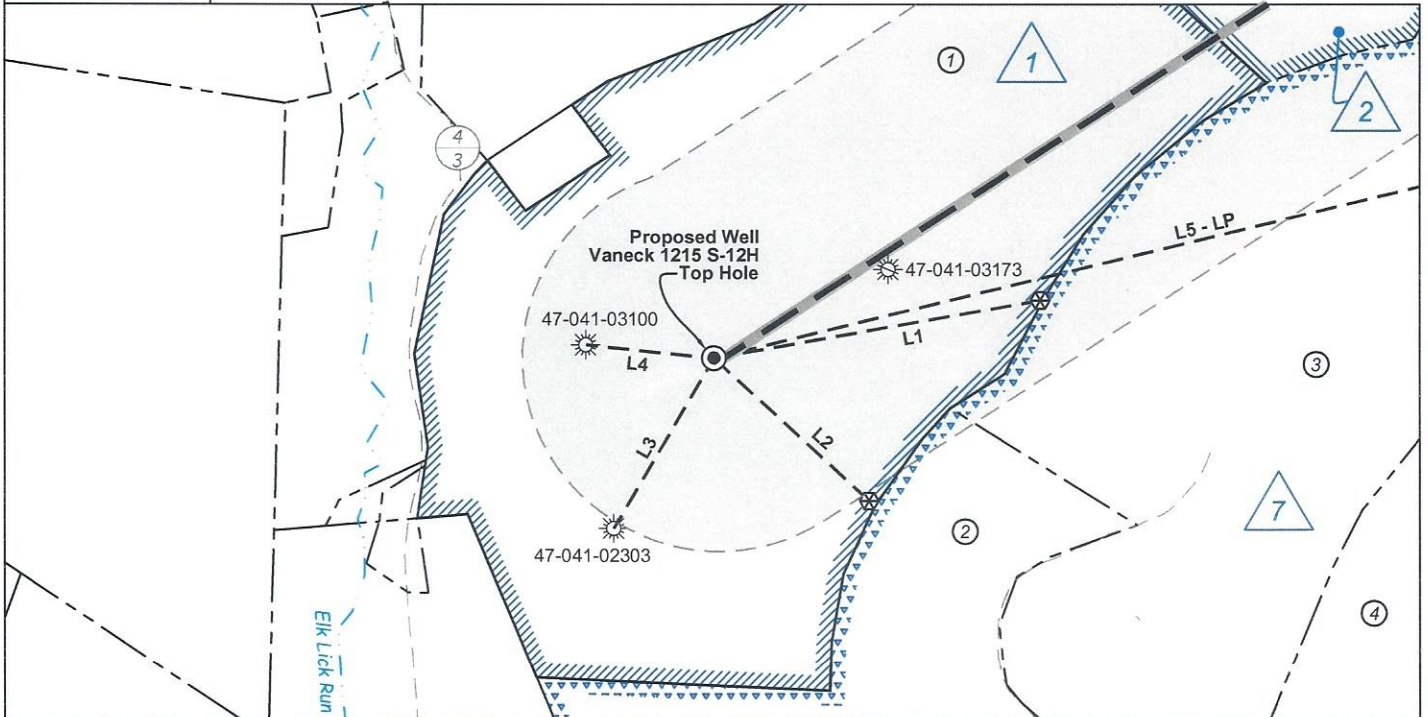 1
1
2
4
3
Proposed Well
Vaneck 1215 S-12H
Top Hole
L5 - LP
47-041-03173
47-041-03100
L1
L4
3
L3
L2
7
2
47-041-02303
4
Elk Lick Run